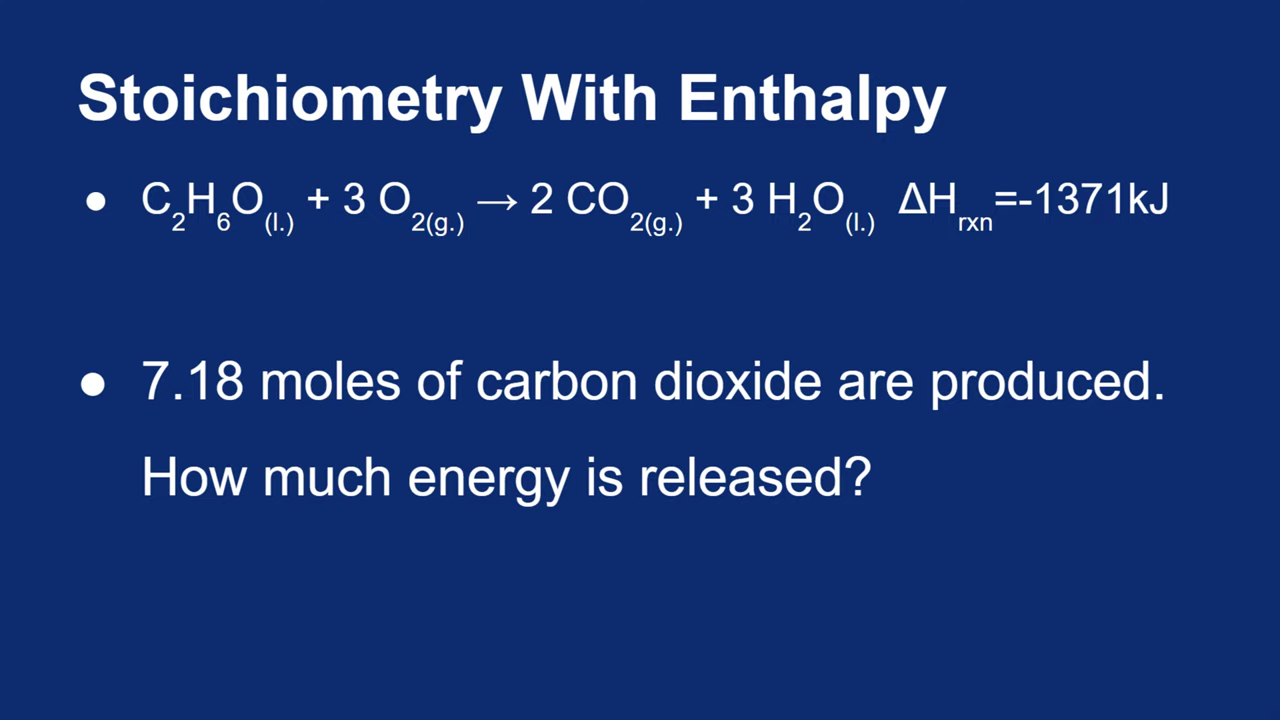 Stoichiometry With Enthalpy
● C₂H₆O₍ₗ.₎ + 3 O₂(g.) → 2 CO₂(g.) + 3 H₂O(l.) ΔHrxn=-1371kJ
● 7.18 moles of carbon dioxide are produced.
How much energy is released?